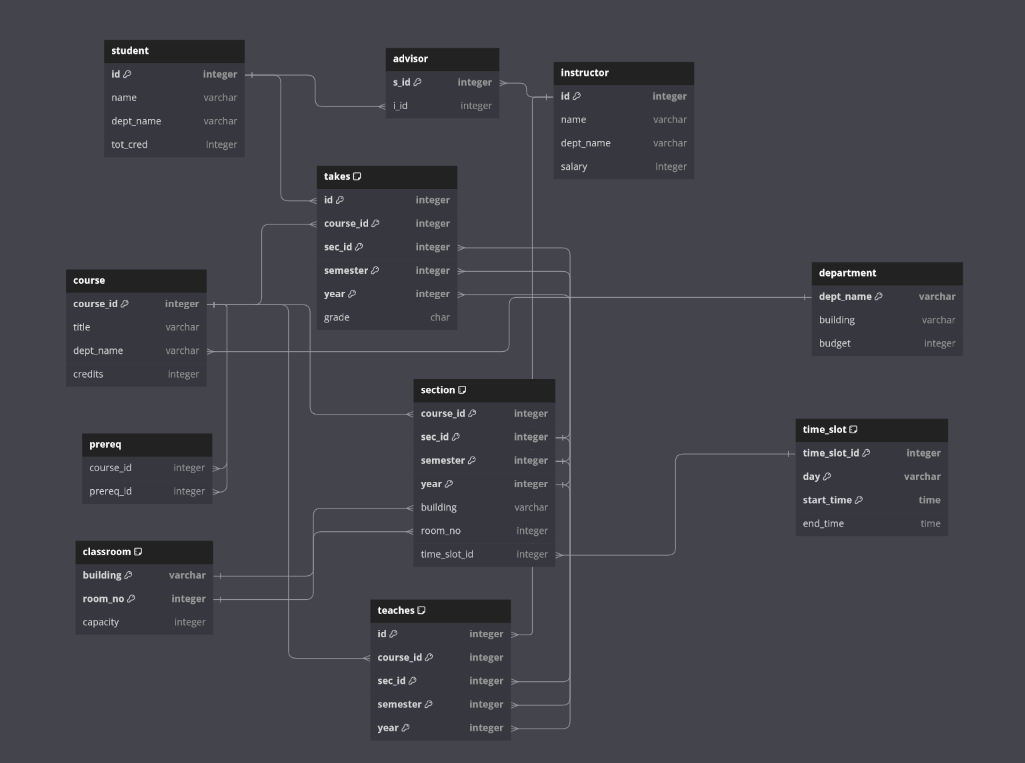 student
id integer
name varchar
dept_name varchar
tot_cred integer
advisor
s_id integer
i_id integer
instructor
id integer
name varchar
dept_name varchar
salary integer
takes
id integer
course_id integer
sec_id integer
semester integer
year integer
grade char
course
course_id integer
title varchar
dept_name varchar
credits integer
department
dept_name varchar
building varchar
budget integer
section
course_id integer
sec_id integer
semester integer
year integer
building varchar
room_no integer
time_slot_id integer
time_slot
time_slot_id integer
day varchar
start_time time
end_time time
prereq
course_id integer
prereq_id integer
classroom
building varchar
room_no integer
capacity integer
teaches
id integer
course_id integer
sec_id integer
semester integer
year integer